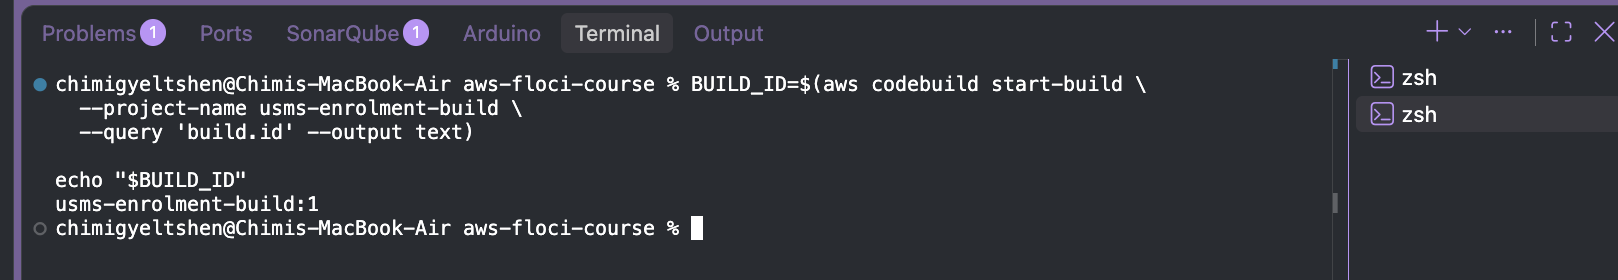 Problems 1 Ports SonarQube 1 Arduino Terminal Output
chimigyeltshen@Chimis-MacBook-Air aws-floci-course % BUILD_ID=$(aws codebuild start-build \
--project-name usms-enrolment-build \
--query 'build.id' --output text)
echo "$BUILD_ID"
usms-enrolment-build:1
chimigyeltshen@Chimis-MacBook-Air aws-floci-course %
zsh
zsh